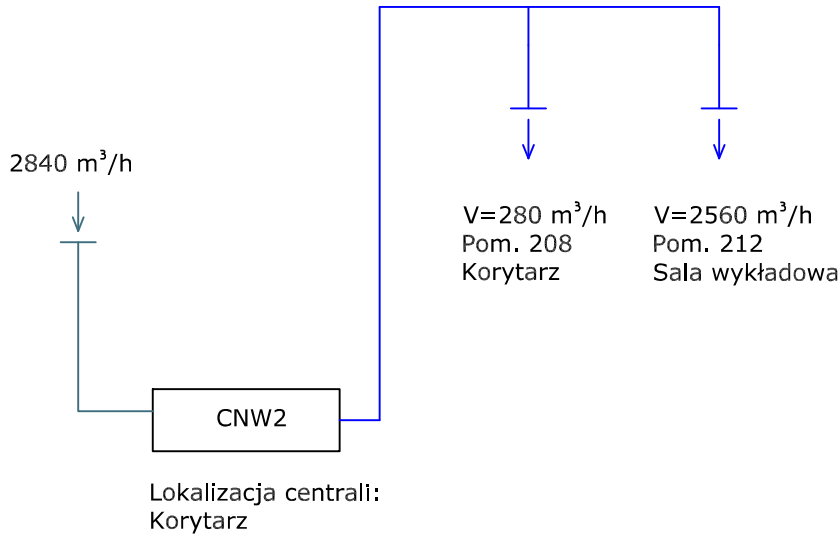 2840 m³/h
V=280 m³/h
Pom. 208
Korytarz
V=2560 m³/h
Pom. 212
Sala wykładowa
CNW2
Lokalizacja centrali:
Korytarz